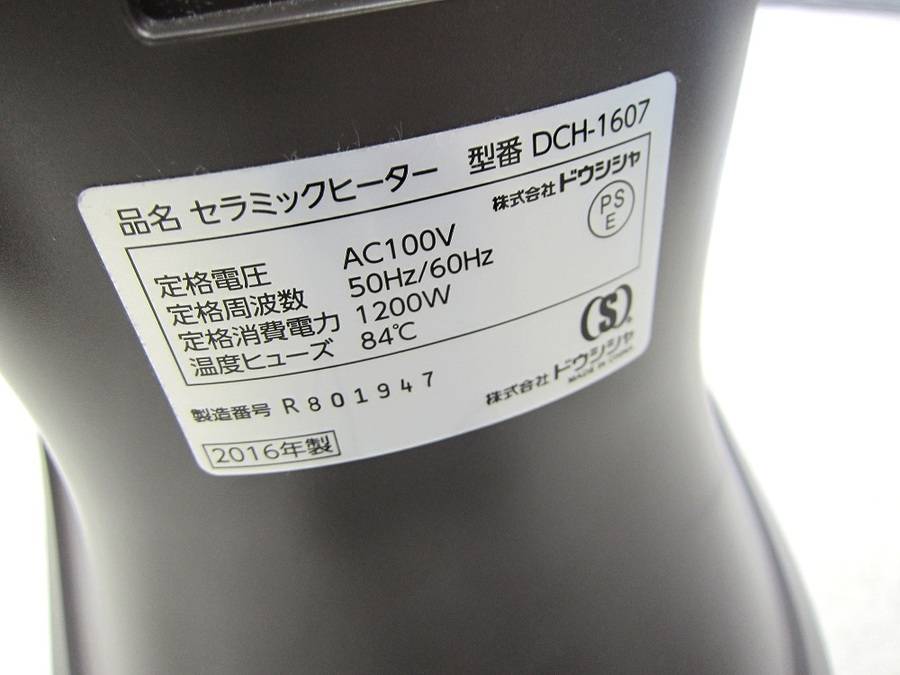 品名 セラミックヒーター 型番 DCH-1607
株式会社ドウシシャ
定格電圧 AC100V
定格周波数 50Hz/60Hz
定格消費電力 1200W
温度ヒューズ 84℃
PS
E
(S)®
製造番号 R801947
株式会社ドウシシャ
MADE IN CHINA
2016年製